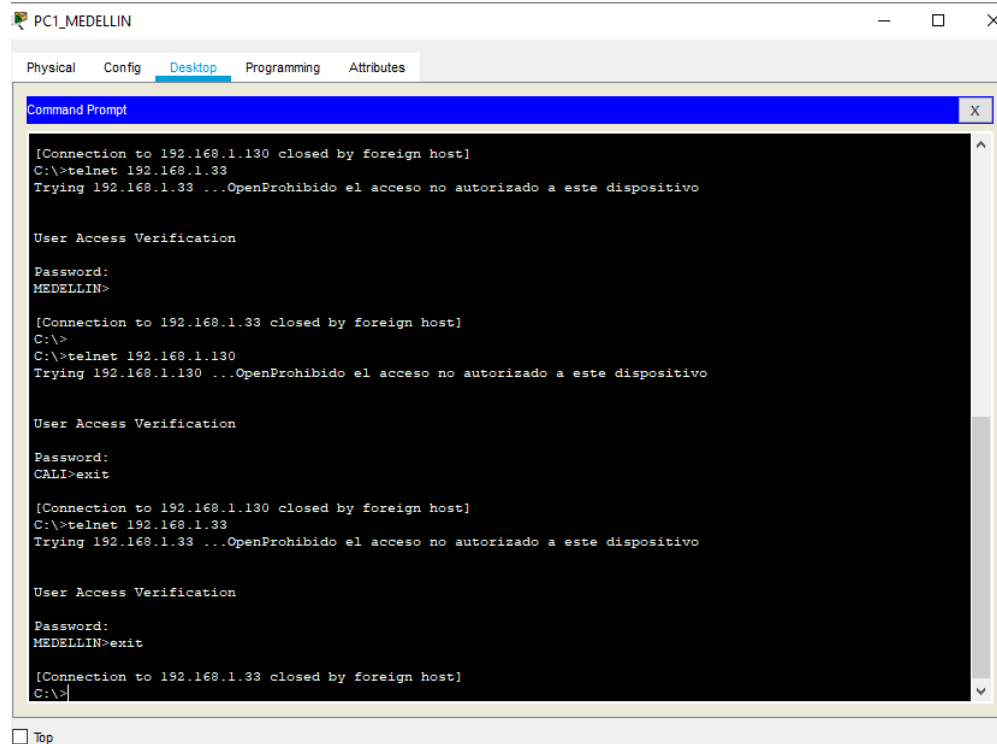 PC1_MEDELLIN
Physical Config Desktop Programming Attributes
Command Prompt
X
[Connection to 192.168.1.130 closed by foreign host]
C:\>telnet 192.168.1.33
Trying 192.168.1.33 ...OpenProhibido el acceso no autorizado a este dispositivo
User Access Verification
Password:
MEDELLIN>
[Connection to 192.168.1.33 closed by foreign host]
C:\>
C:\>telnet 192.168.1.130
Trying 192.168.1.130 ...OpenProhibido el acceso no autorizado a este dispositivo
User Access Verification
Password:
CALI>exit
[Connection to 192.168.1.130 closed by foreign host]
C:\>telnet 192.168.1.33
Trying 192.168.1.33 ...OpenProhibido el acceso no autorizado a este dispositivo
User Access Verification
Password:
MEDELLIN>exit
[Connection to 192.168.1.33 closed by foreign host]
C:\>
Top